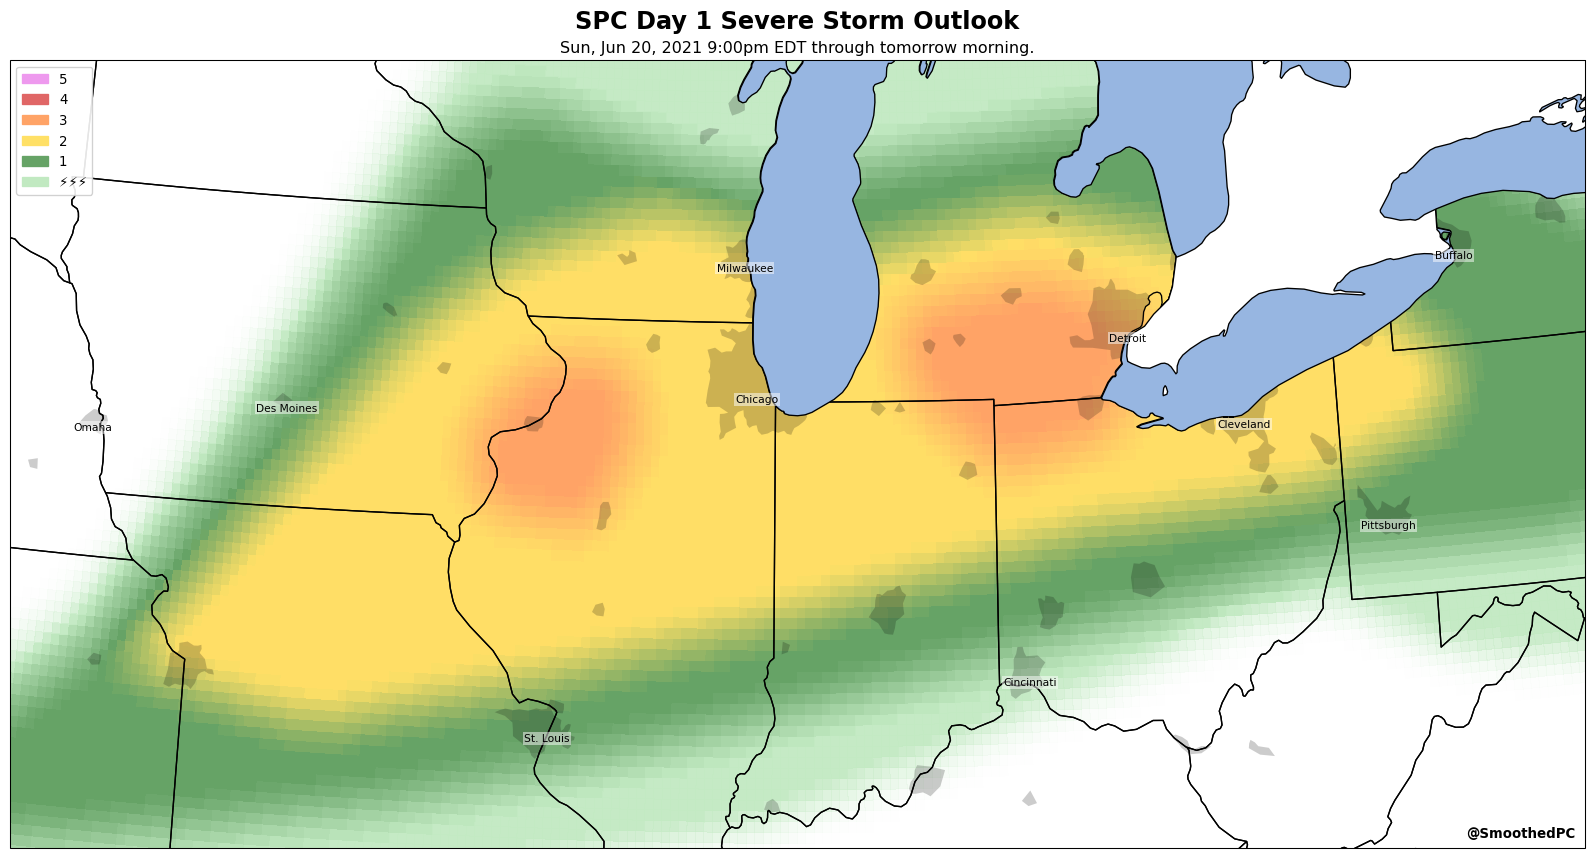 SPC Day 1 Severe Storm Outlook
Sun, Jun 20, 2021 9:00pm EDT through tomorrow morning.
5
4
3
2
1
⚡⚡⚡
Buffalo
Milwaukee
Detroit
Chicago
Des Moines
Cleveland
Omaha
Pittsburgh
Cincinnati
St. Louis
@SmoothedPC